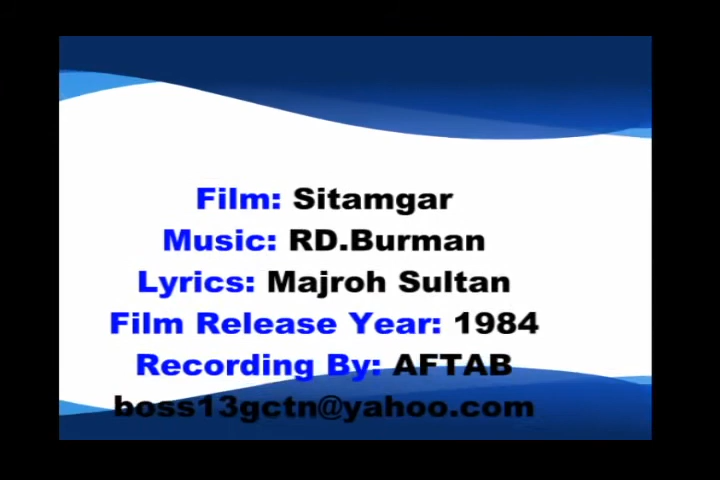 Film: Sitamgar
Music: RD.Burman
Lyrics: Majroh Sultan
Film Release Year: 1984
Recording By: AFTAB
boss13gctn@yahoo.com